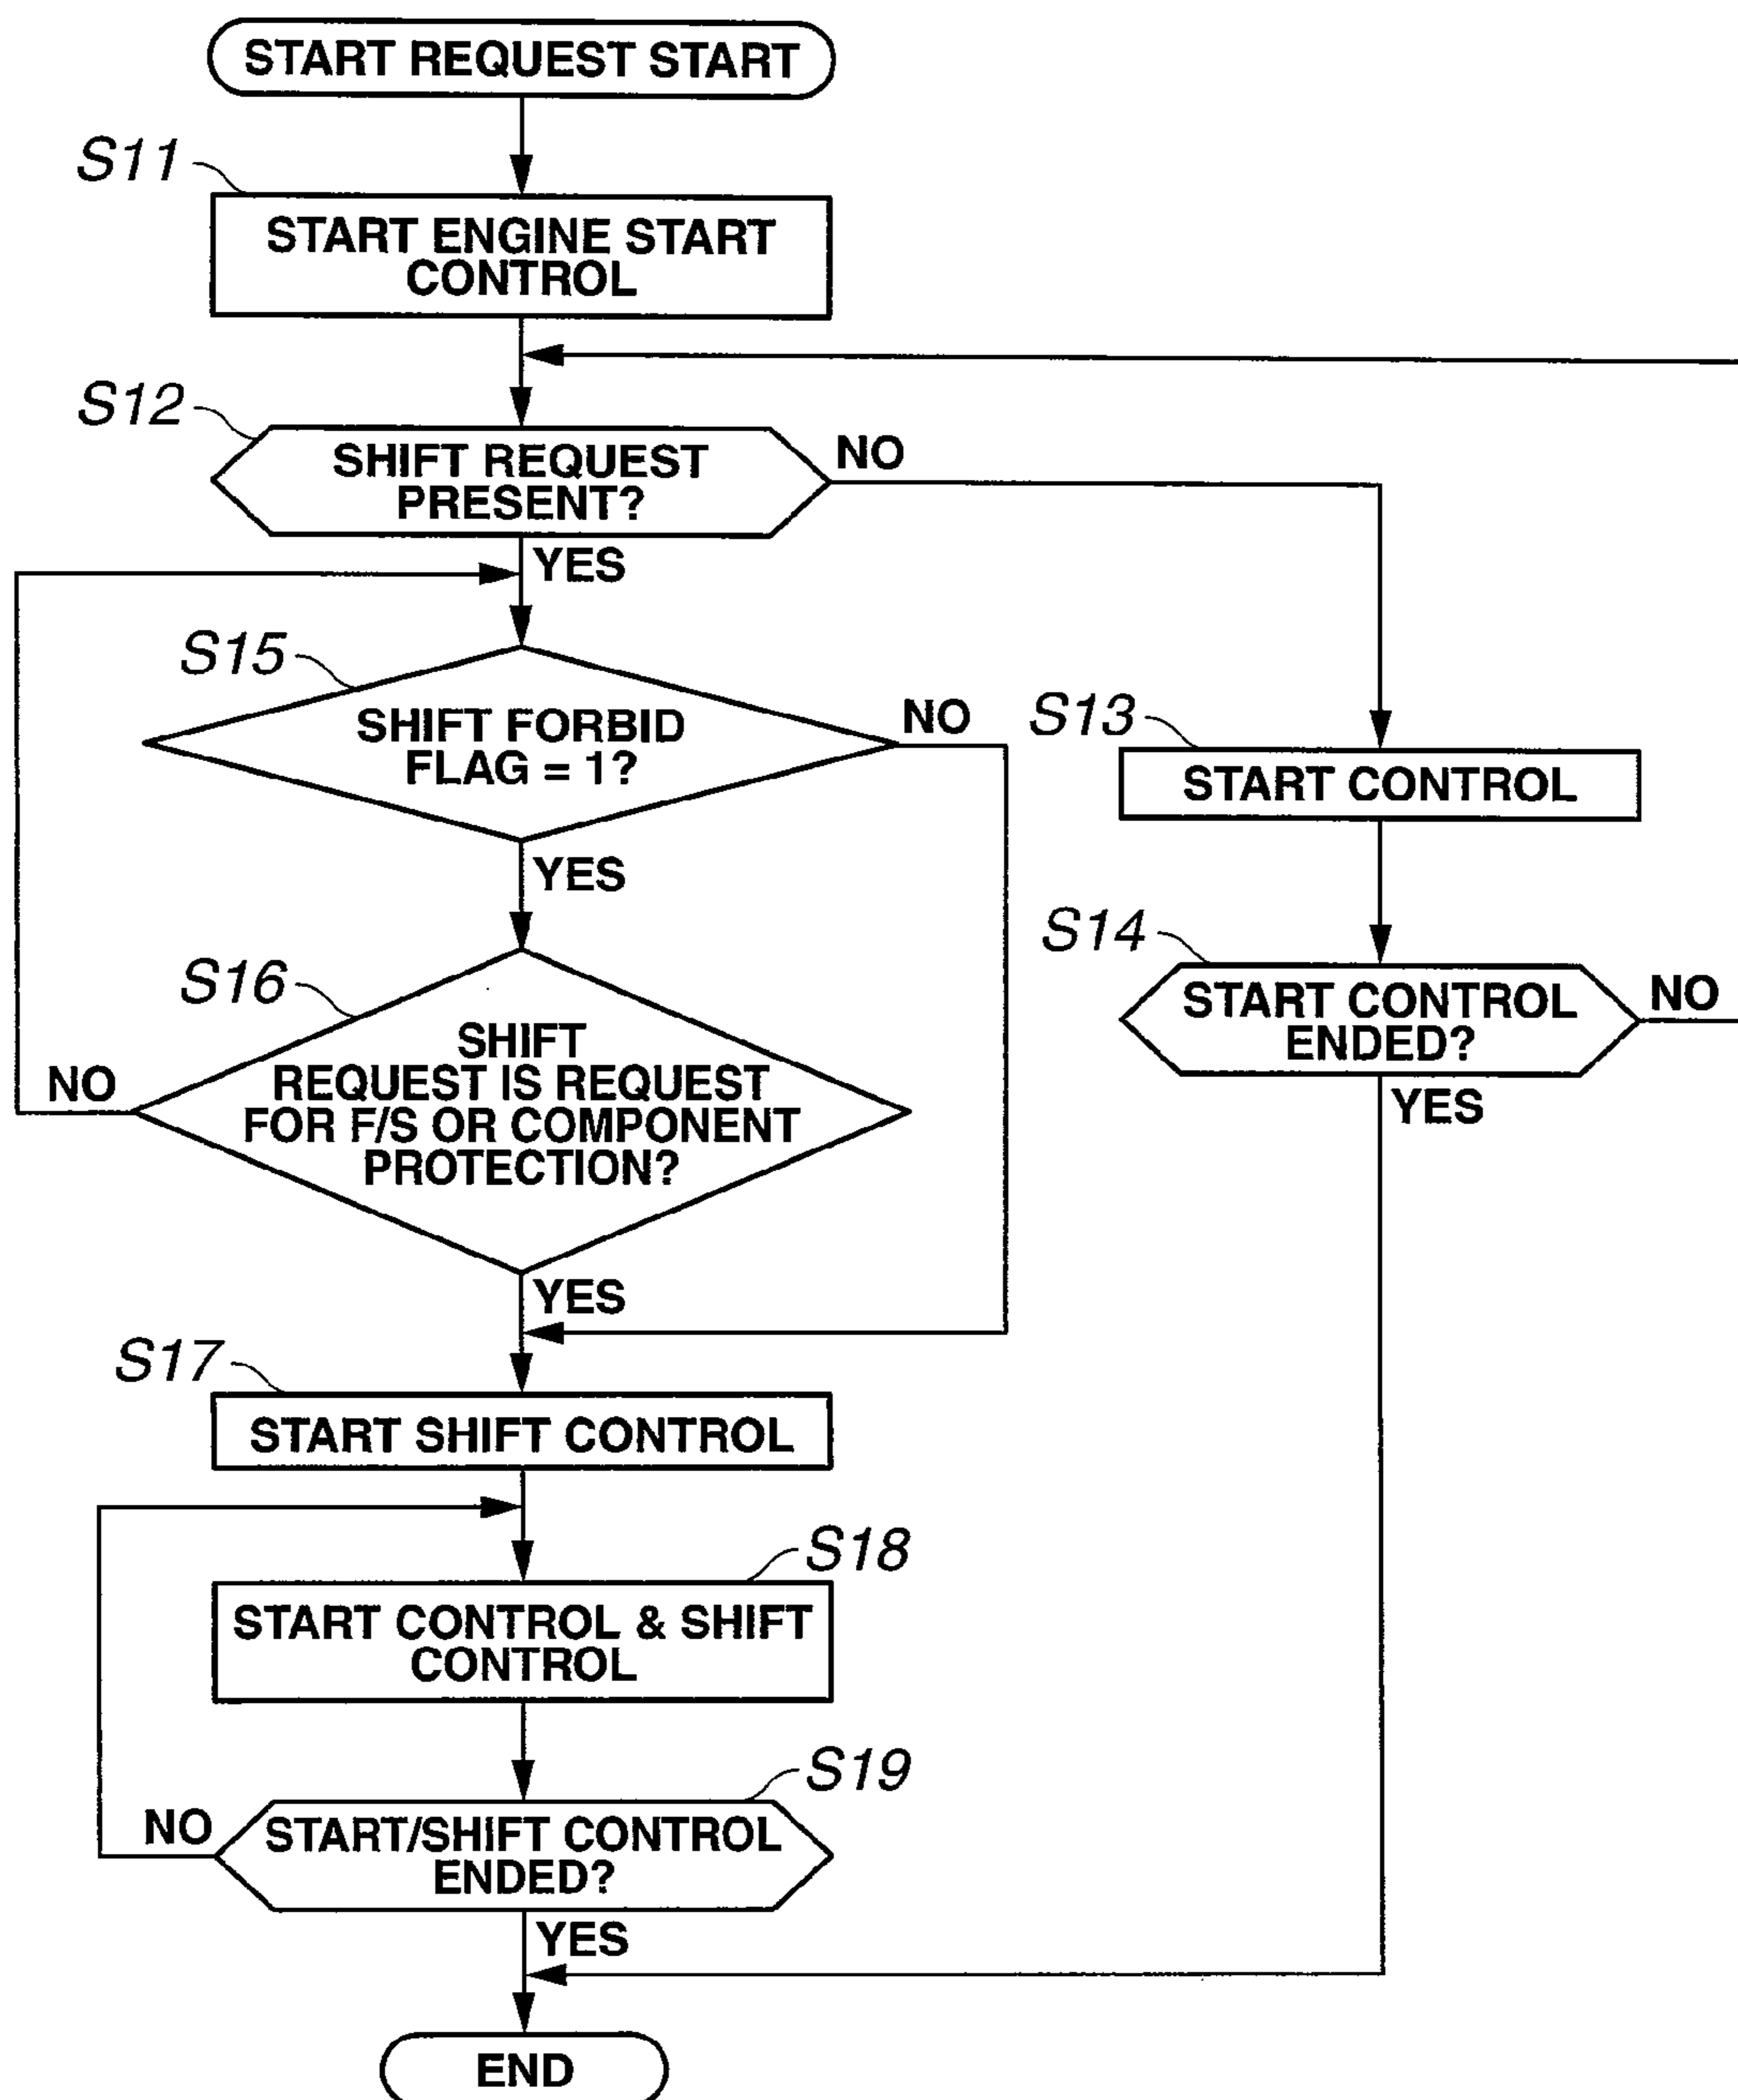 START REQUEST START
S11
START ENGINE START
CONTROL
S12
SHIFT REQUEST
PRESENT?
NO
YES
S15
SHIFT FORBID
FLAG = 1?
NO
YES
S13
START CONTROL
S14
START CONTROL
ENDED?
NO
YES
S16
SHIFT
REQUEST IS REQUEST
FOR F/S OR COMPONENT
PROTECTION?
NO
YES
S17
START SHIFT CONTROL
S18
START CONTROL & SHIFT
CONTROL
S19
START/SHIFT CONTROL
ENDED?
NO
YES
END